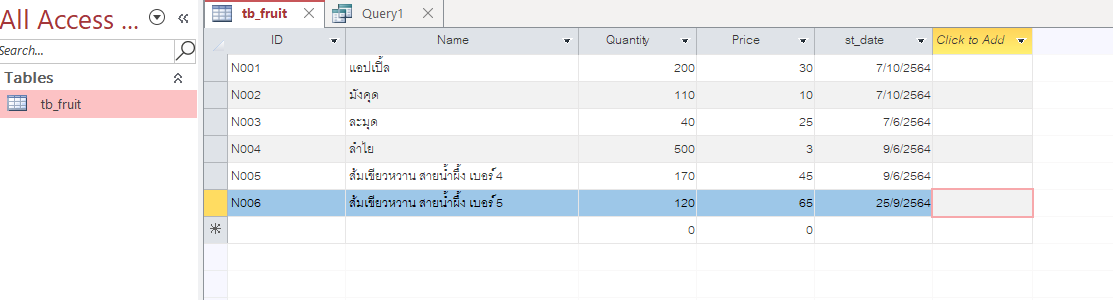 All Access ...
tb_fruit
Query1
Search...
Tables
tb_fruit
ID Name Quantity Price st_date Click to Add
N001 แอปเปิ้ล 200 30 7/10/2564
N002 มังคุด 110 10 7/10/2564
N003 ละมุด 40 25 7/6/2564
N004 ลำไย 500 3 9/6/2564
N005 ส้มเขียวหวาน สายน้ำผึ้ง เบอร์ 4 170 45 9/6/2564
N006 ส้มเขียวหวาน สายน้ำผึ้ง เบอร์ 5 120 65 25/9/2564
0 0